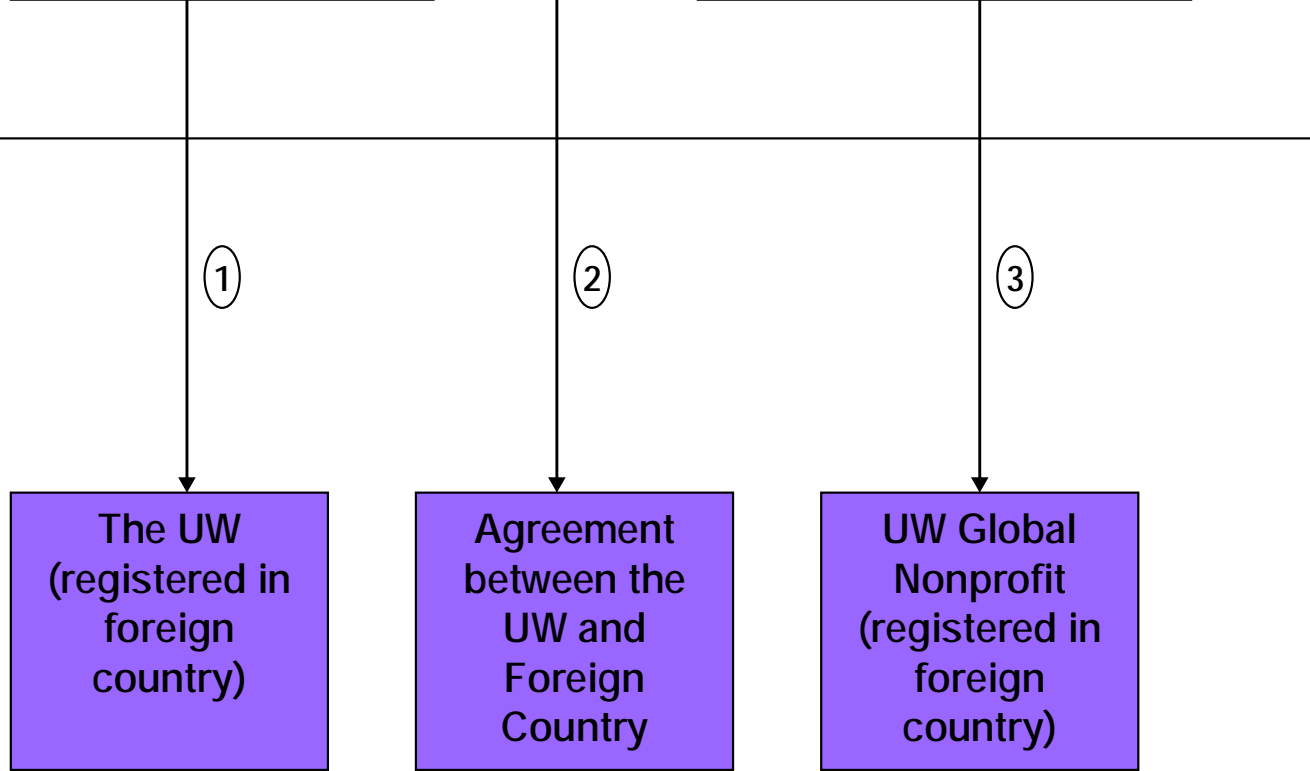 1
2
3
The UW
(registered in
foreign
country)
Agreement
between the
UW and
Foreign
Country
UW Global
Nonprofit
(registered in
foreign
country)